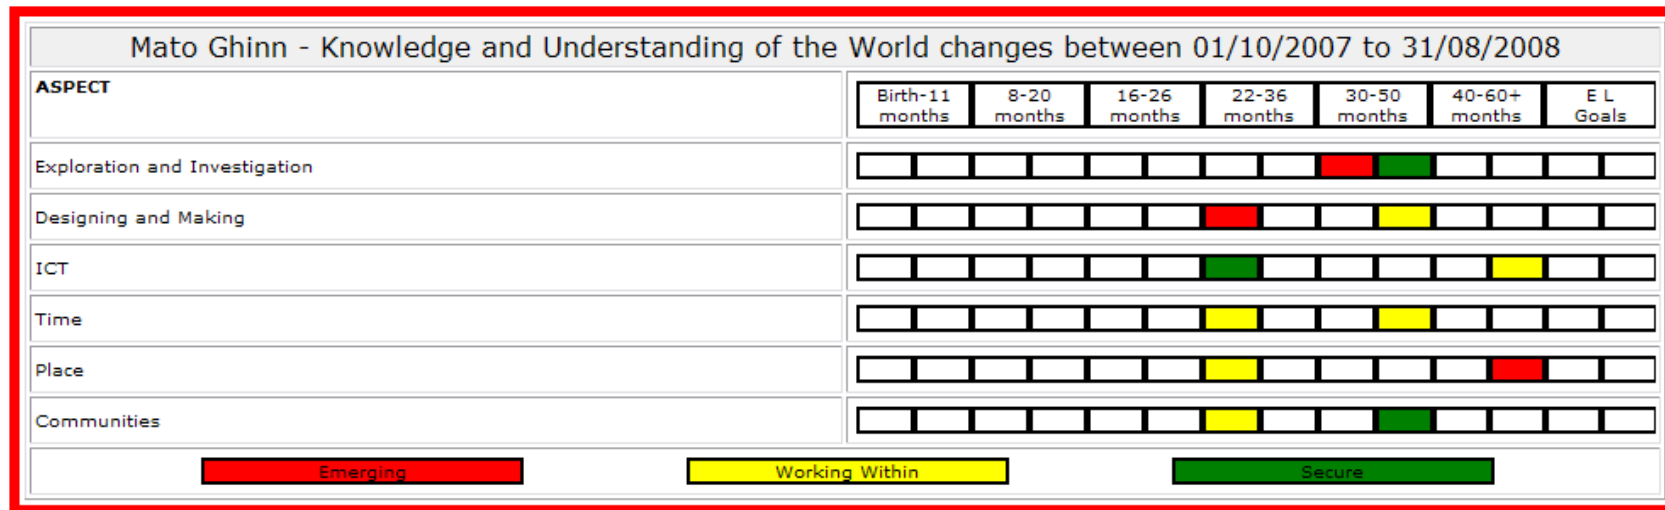 Mato Ghinn - Knowledge and Understanding of the World changes between 01/10/2007 to 31/08/2008
ASPECT
Birth-11 months
8-20 months
16-26 months
22-36 months
30-50 months
40-60+ months
E L Goals
Exploration and Investigation
Designing and Making
ICT
Time
Place
Communities
Emerging
Working Within
Secure